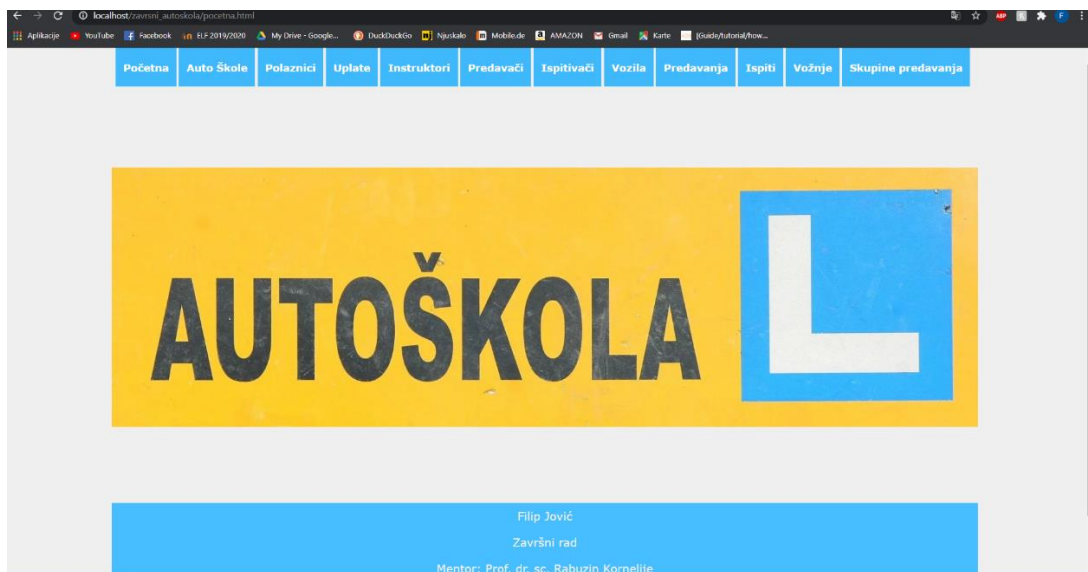 localhost/zavrsni_autoskola/pocetna.html
ABP F
Aplikacije YouTube Facebook ELF 2019/2020 My Drive - Google... DuckDuckGo Njuskalo Mobile.de AMAZON Gmail Karte [Guide/tutorial/how...
Početna Auto Škole Polaznici Uplate Instruktori Predavači Ispitivači Vozila Predavanja Ispiti Vožnje Skupine predavanja
AUTOŠKOLA L
Filip Jović
Završni rad
Mentor: Prof. dr. sc. Rabuzin Kornelije